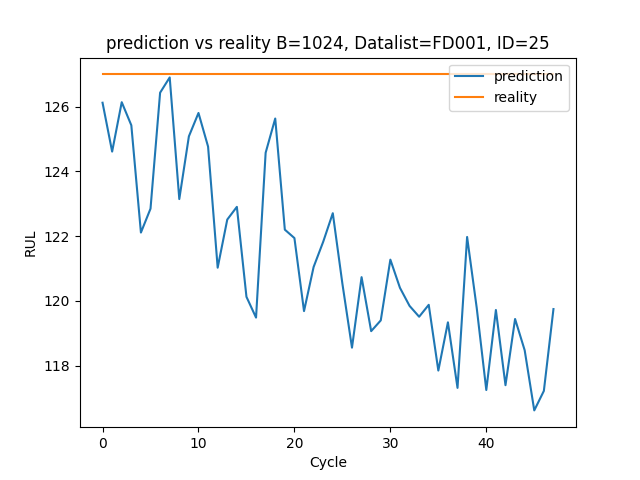 prediction vs reality B=1024, Datalist=FD001, ID=25
prediction
reality
126
124
122
120
118
RUL
0 10 20 30 40
Cycle